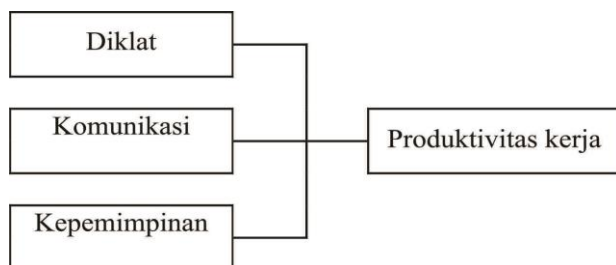 Diklat
Komunikasi
Produktivitas kerja
Kepemimpinan